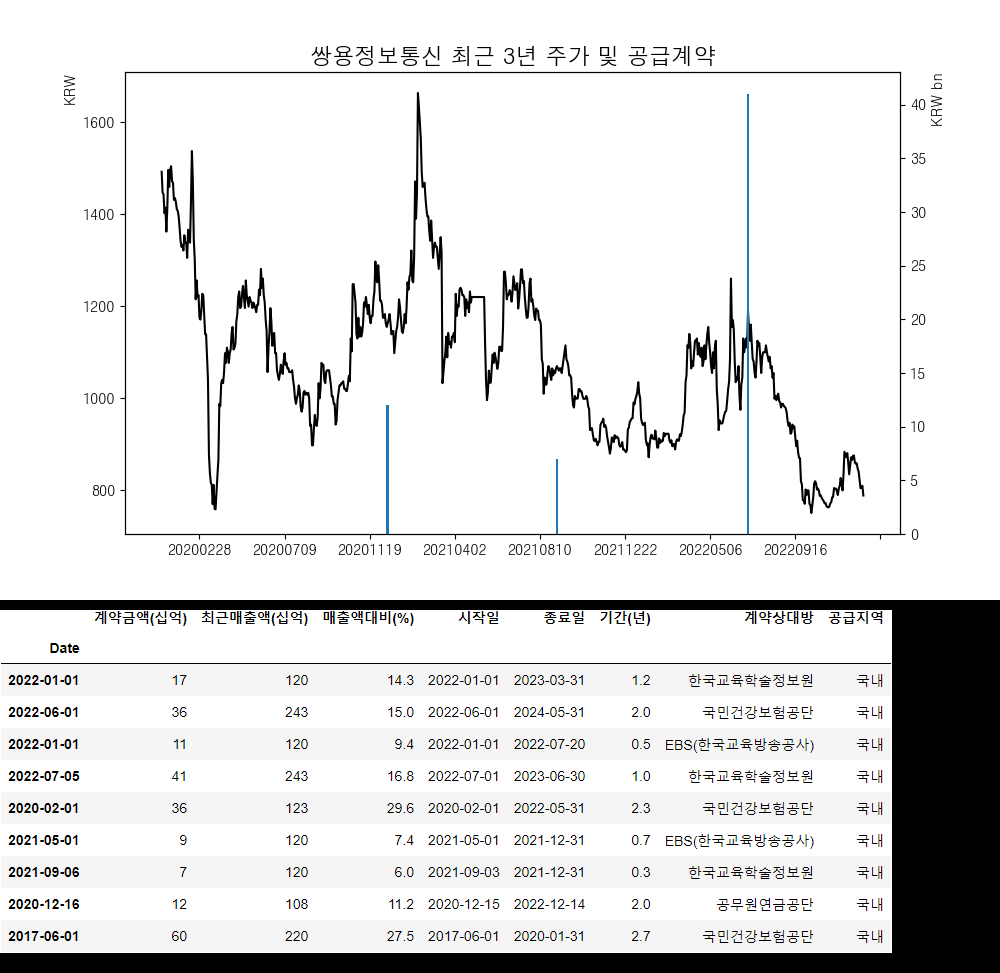 쌍용정보통신 최근 3년 주가 및 공급계약
KRW
KRW bn
1600
1400
1200
1000
800
40
35
30
25
20
15
10
5
0
20200228 20200709 20201119 20210402 20210810 20211222 20220506 20220916
계약금액(십억) 최근매출액(십억) 매출액대비(%) 시작일 종료일 기간(년) 계약상대방 공급지역
Date
2022-01-01 17 120 14.3 2022-01-01 2023-03-31 1.2 한국교육학술정보원 국내
2022-06-01 36 243 15.0 2022-06-01 2024-05-31 2.0 국민건강보험공단 국내
2022-01-01 11 120 9.4 2022-01-01 2022-07-20 0.5 EBS(한국교육방송공사) 국내
2022-07-05 41 243 16.8 2022-07-01 2023-06-30 1.0 한국교육학술정보원 국내
2020-02-01 36 123 29.6 2020-02-01 2022-05-31 2.3 국민건강보험공단 국내
2021-05-01 9 120 7.4 2021-05-01 2021-12-31 0.7 EBS(한국교육방송공사) 국내
2021-09-06 7 120 6.0 2021-09-03 2021-12-31 0.3 한국교육학술정보원 국내
2020-12-16 12 108 11.2 2020-12-15 2022-12-14 2.0 공무원연금공단 국내
2017-06-01 60 220 27.5 2017-06-01 2020-01-31 2.7 국민건강보험공단 국내